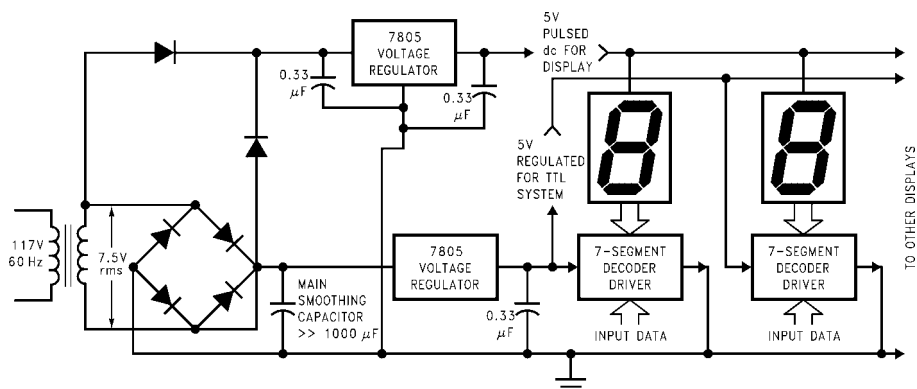 7805
VOLTAGE
REGULATOR
0.33
µF
0.33
µF
5V
PULSED
dc FOR
DISPLAY
5V
REGULATED
FOR TTL
SYSTEM
TO OTHER DISPLAYS
117V
60 Hz
7.5V
rms
MAIN
SMOOTHING
CAPACITOR
>> 1000 µF
7805
VOLTAGE
REGULATOR
0.33
µF
7-SEGMENT
DECODER
DRIVER
INPUT DATA
7-SEGMENT
DECODER
DRIVER
INPUT DATA